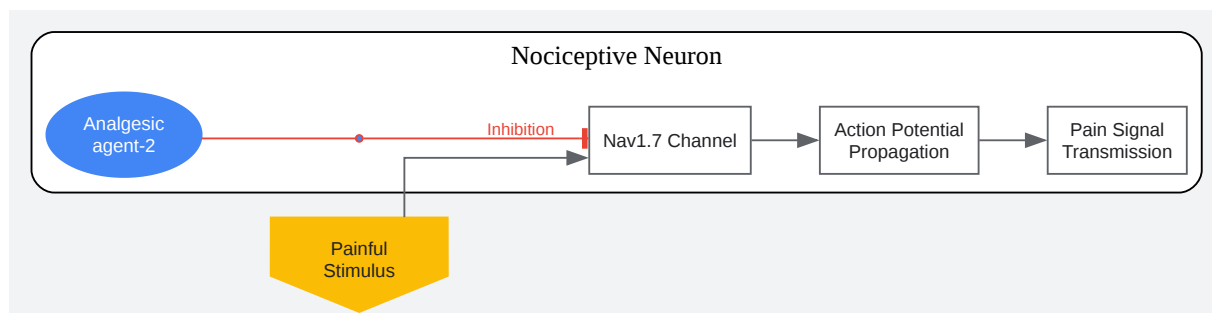 Nociceptive Neuron
Analgesic
agent-2
Inhibition
Nav1.7 Channel
Action Potential
Propagation
Pain Signal
Transmission
Painful
Stimulus